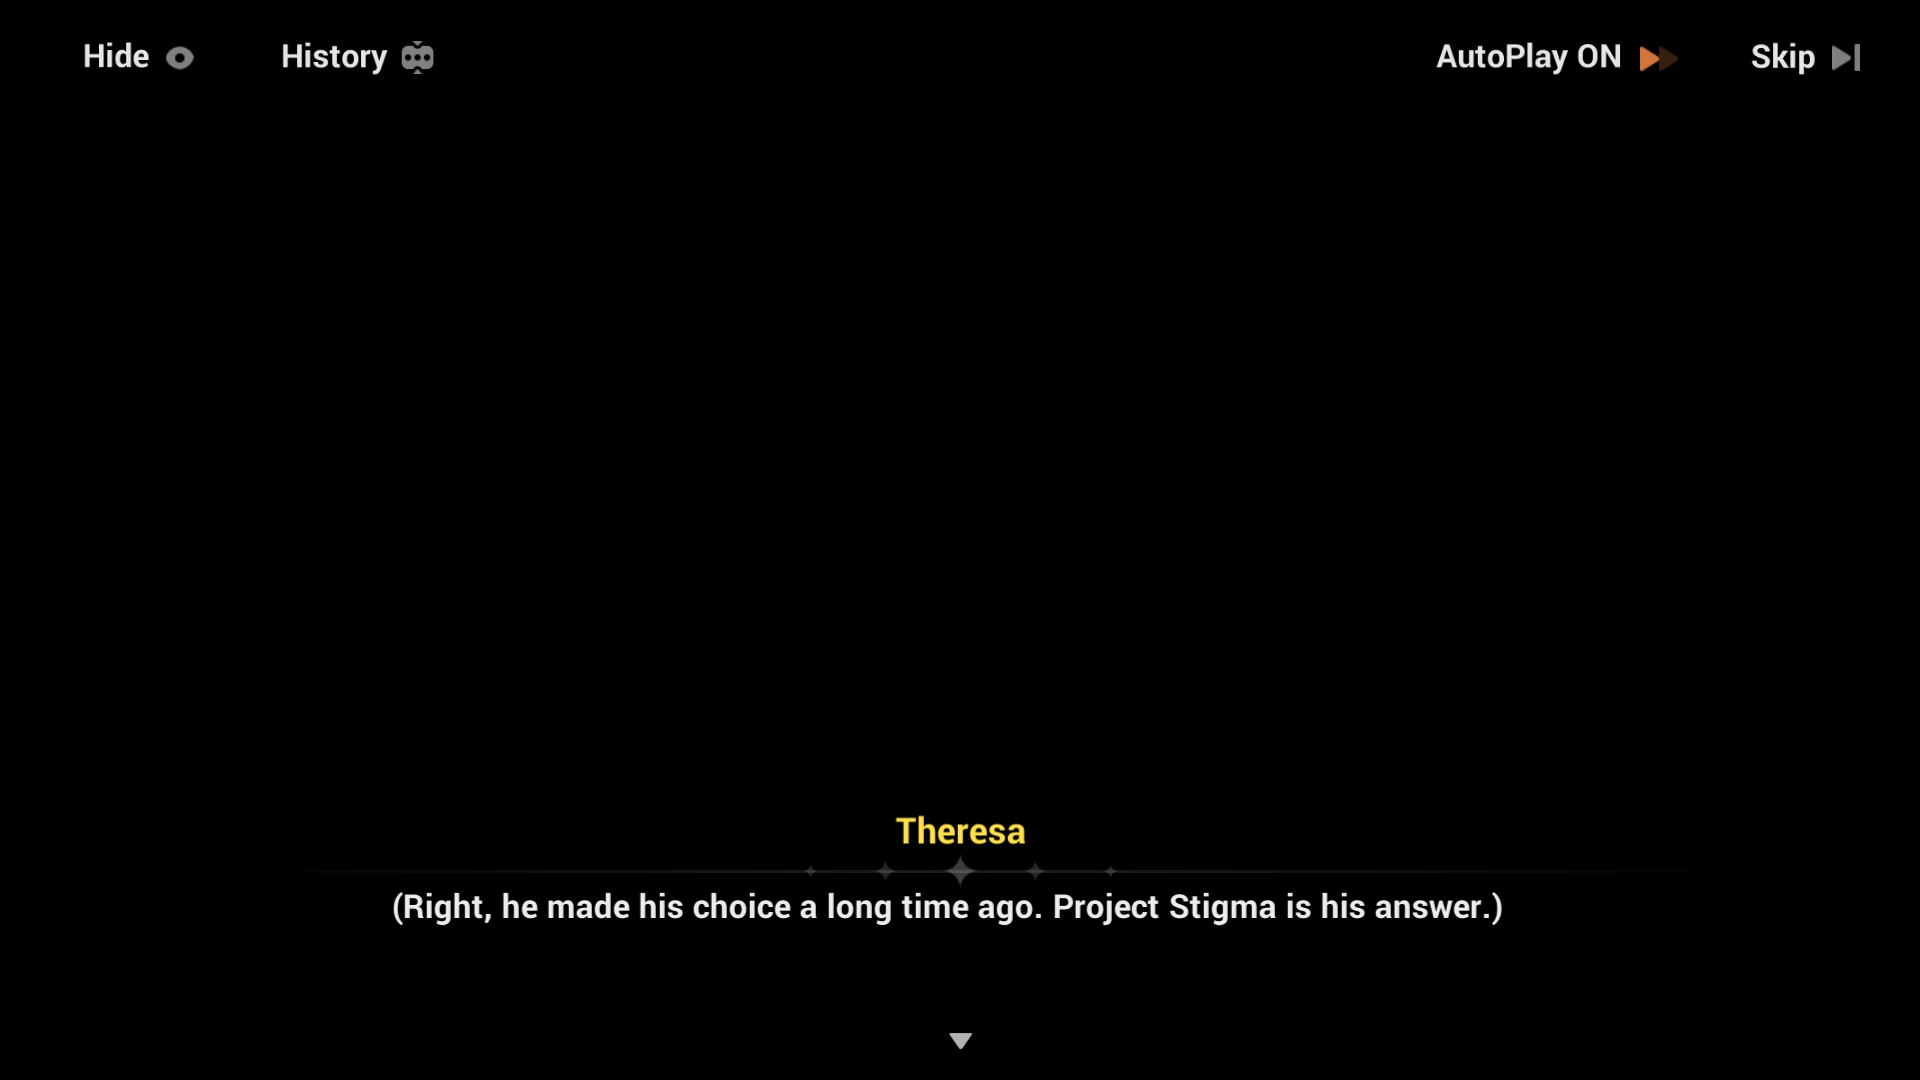 Hide
History
AutoPlay ON
Skip
Theresa
(Right, he made his choice a long time ago. Project Stigma is his answer.)